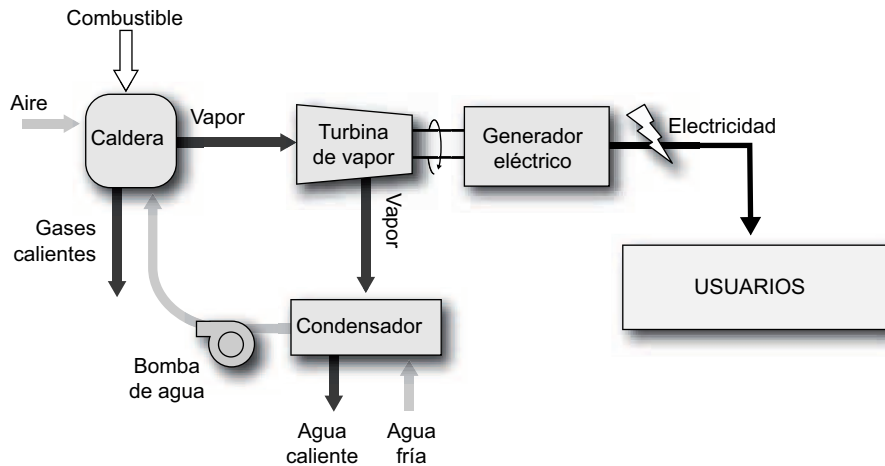 Combustible
Aire
Vapor
Caldera
Turbina
de vapor
Generador
eléctrico
Electricidad
Gases
calientes
Vapor
USUARIOS
Condensador
Bomba
de agua
Agua
caliente
Agua
fría